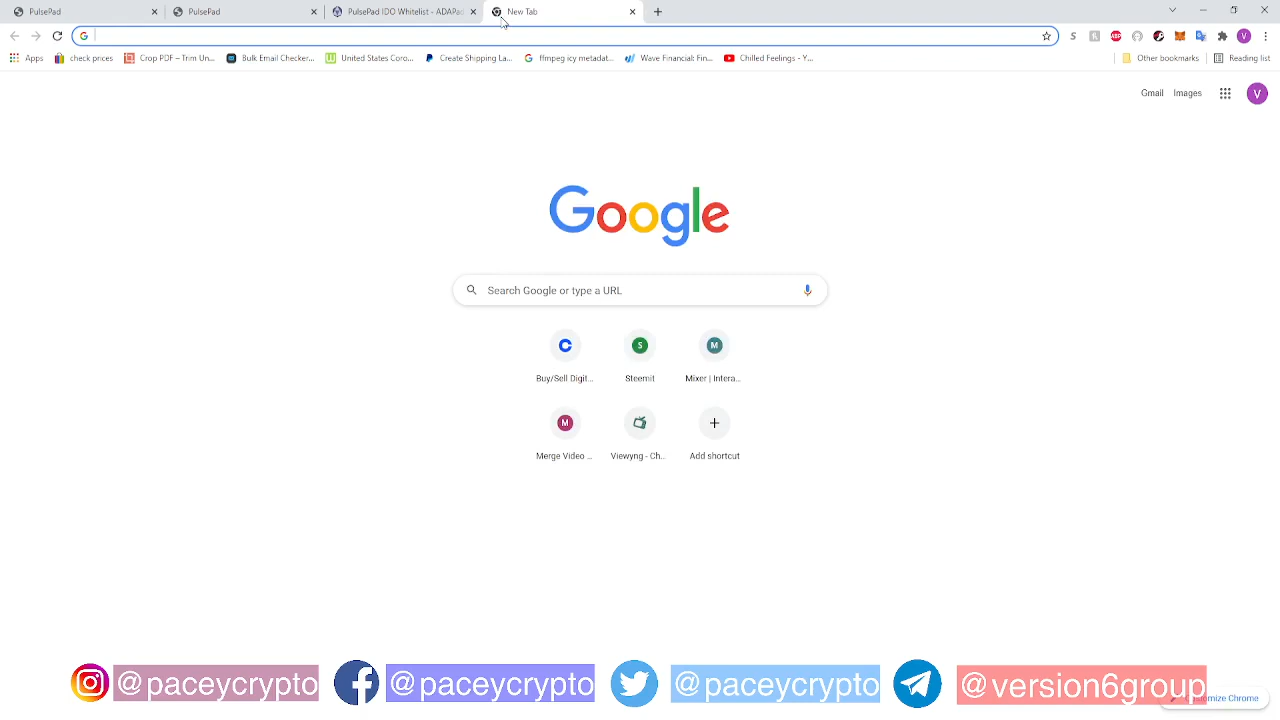 PulsePad
PulsePad
PulsePad IDO Whitelist - ADAPad
New Tab
Apps
check prices
Crop PDF – Trim Un...
Bulk Email Checker...
United States Coro...
Create Shipping La...
ffmpeg icy metadat...
Wave Financial: Fin...
Chilled Feelings - Y...
Other bookmarks
Reading list
Gmail
Images
V
Google
Search Google or type a URL
Buy/Sell Digit...
Steemit
Mixer | Intera...
Merge Video ...
Viewyng - Ch...
Add shortcut
@paceycrypto
@paceycrypto
@paceycrypto
@version6group
Customize Chrome